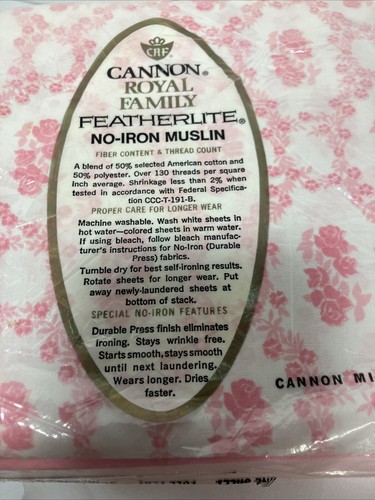 CRF
CANNON®
ROYAL
FAMILY
FEATHERLITE®
NO-IRON MUSLIN
FIBER CONTENT & THREAD COUNT
A blend of 50% selected American cotton and
50% polyester. Over 130 threads per square
inch average. Shrinkage less than 2% when
tested in accordance with Federal Specifica-
tion CCC-T-191-B.
PROPER CARE FOR LONGER WEAR
Machine washable. Wash white sheets in
hot water—colored sheets in warm water.
If using bleach, follow bleach manufac-
turer's instructions for No-Iron (Durable
Press) fabrics.
Tumble dry for best self-ironing results.
Rotate sheets for longer wear. Put
away newly-laundered sheets at
bottom of stack.
SPECIAL NO-IRON FEATURES
Durable Press finish eliminates
ironing. Stays wrinkle free.
Starts smooth, stays smooth
until next laundering.
Wears longer. Dries
faster.
CANNON MI